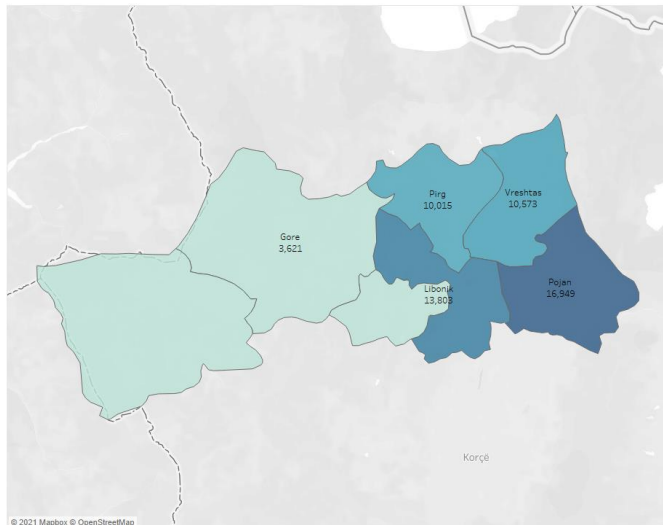 Pirg
10,015
Vreshtas
10,573
Gore
3,621
Libonik
13,803
Pojan
16,949
Korçë
© 2021 Mapbox © OpenStreetMap